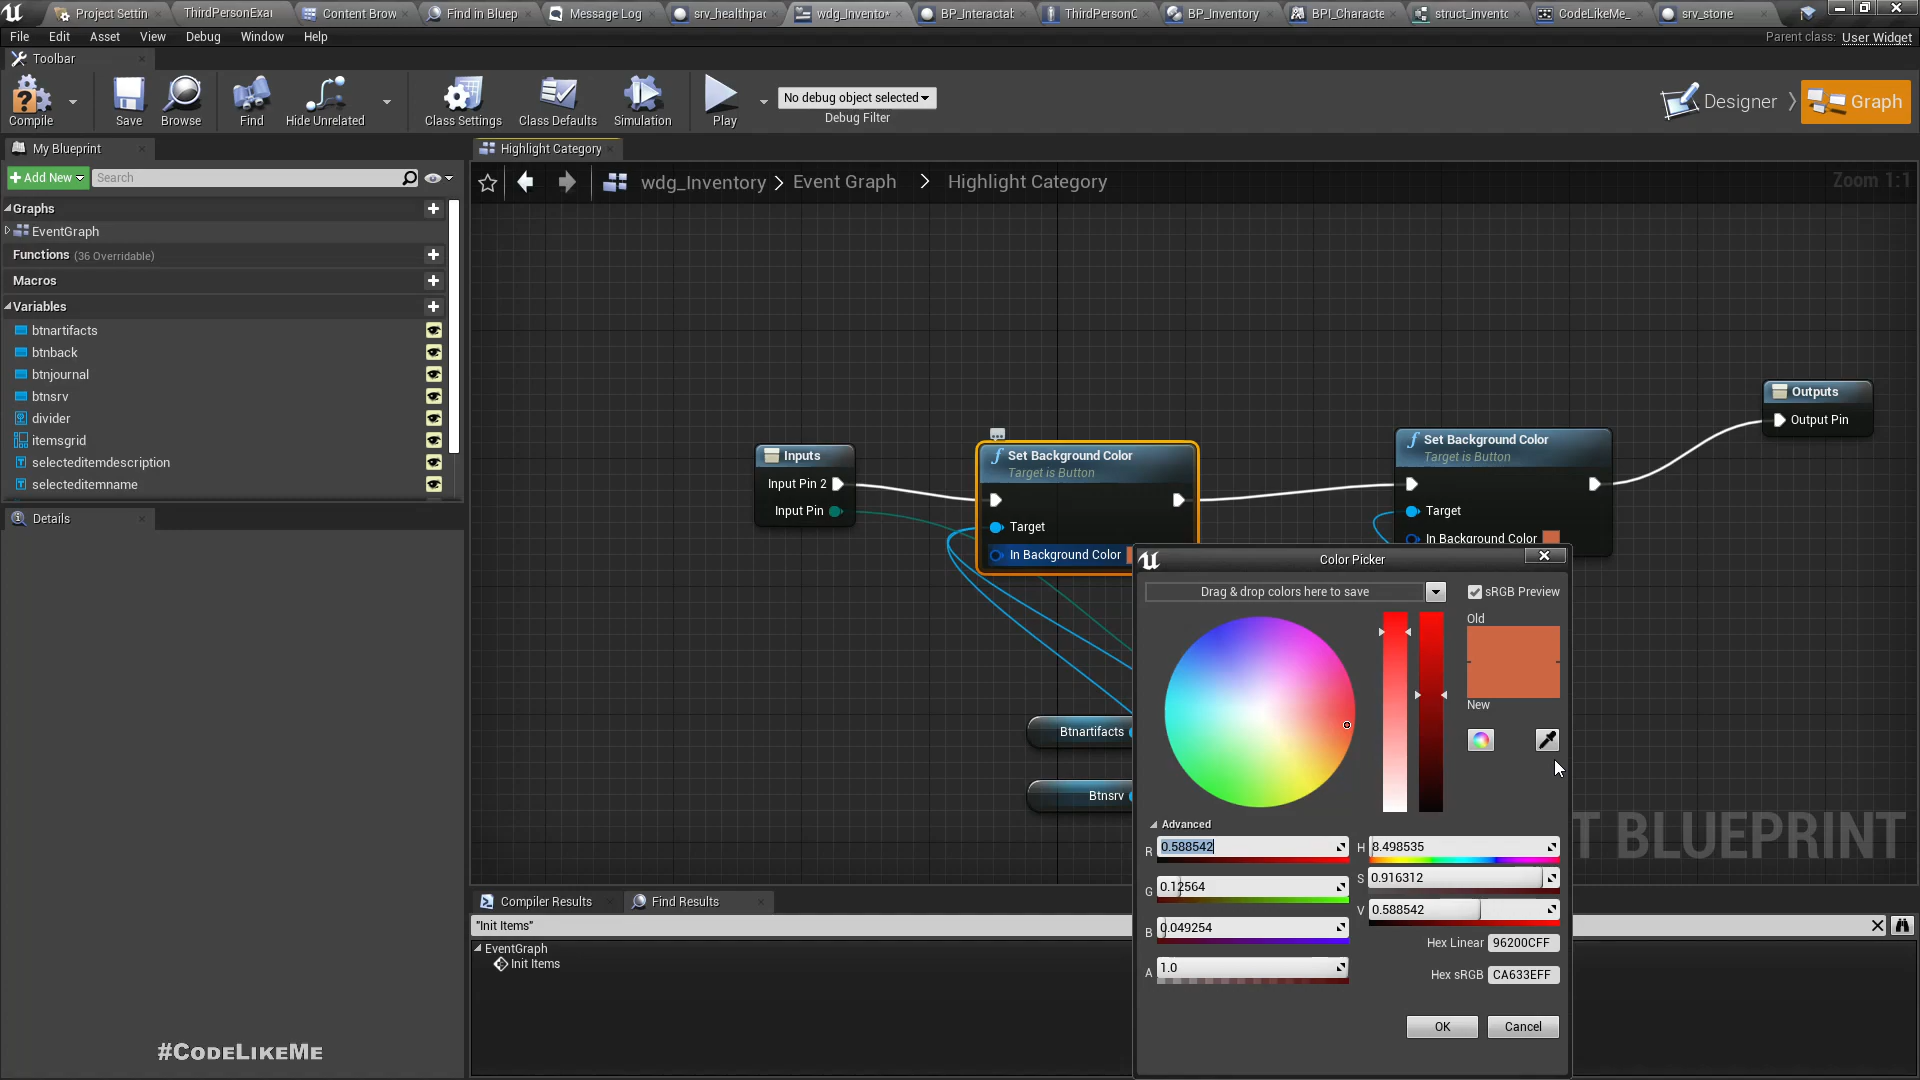 Project Settin
ThirdPersonExai
Content Brow
Find in Bluep
Message Log
srv_healthpac
wdg_Invento*
BP_Interactab
ThirdPersonC
BP_Inventory
BPI_Characte
struct_invento
CodeLikeMe_
srv_stone
File Edit Asset View Debug Window Help
Parent class: User Widget
Toolbar
Compile
Save
Browse
Find
Hide Unrelated
Class Settings
Class Defaults
Simulation
Play
No debug object selected
Debug Filter
Designer
Graph
My Blueprint
Highlight Category
Add New
Search
wdg_Inventory > Event Graph > Highlight Category
Zoom 1:1
Graphs
EventGraph
Functions (36 Overridable)
Macros
Variables
btnartifacts
btnback
btnjournal
btnsrv
divider
itemsgrid
selecteditemdescription
selecteditemname
Details
Inputs
Input Pin 2
Input Pin
Set Background Color
Target is Button
Target
In Background Color
Set Background Color
Target is Button
Target
In Background Color
Outputs
Output Pin
Btnartifacts
Btnsrv
T BLUEPRINT
Color Picker
Drag & drop colors here to save
sRGB Preview
Old
New
Advanced
R 0.588542
G 0.12564
B 0.049254
A 1.0
H 8.498535
S 0.916312
V 0.588542
Hex Linear 96200CFF
Hex sRGB CA633EFF
OK
Cancel
Compiler Results
Find Results
"Init Items"
EventGraph
Init Items
#CodeLikeMe